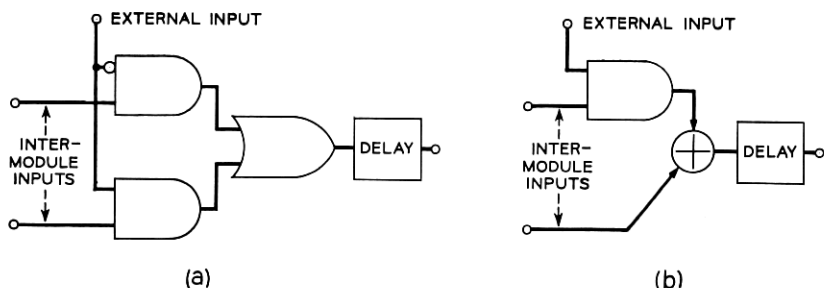 EXTERNAL INPUT
INTER-
MODULE
INPUTS
DELAY
(a)
EXTERNAL INPUT
INTER-
MODULE
INPUTS
DELAY
(b)